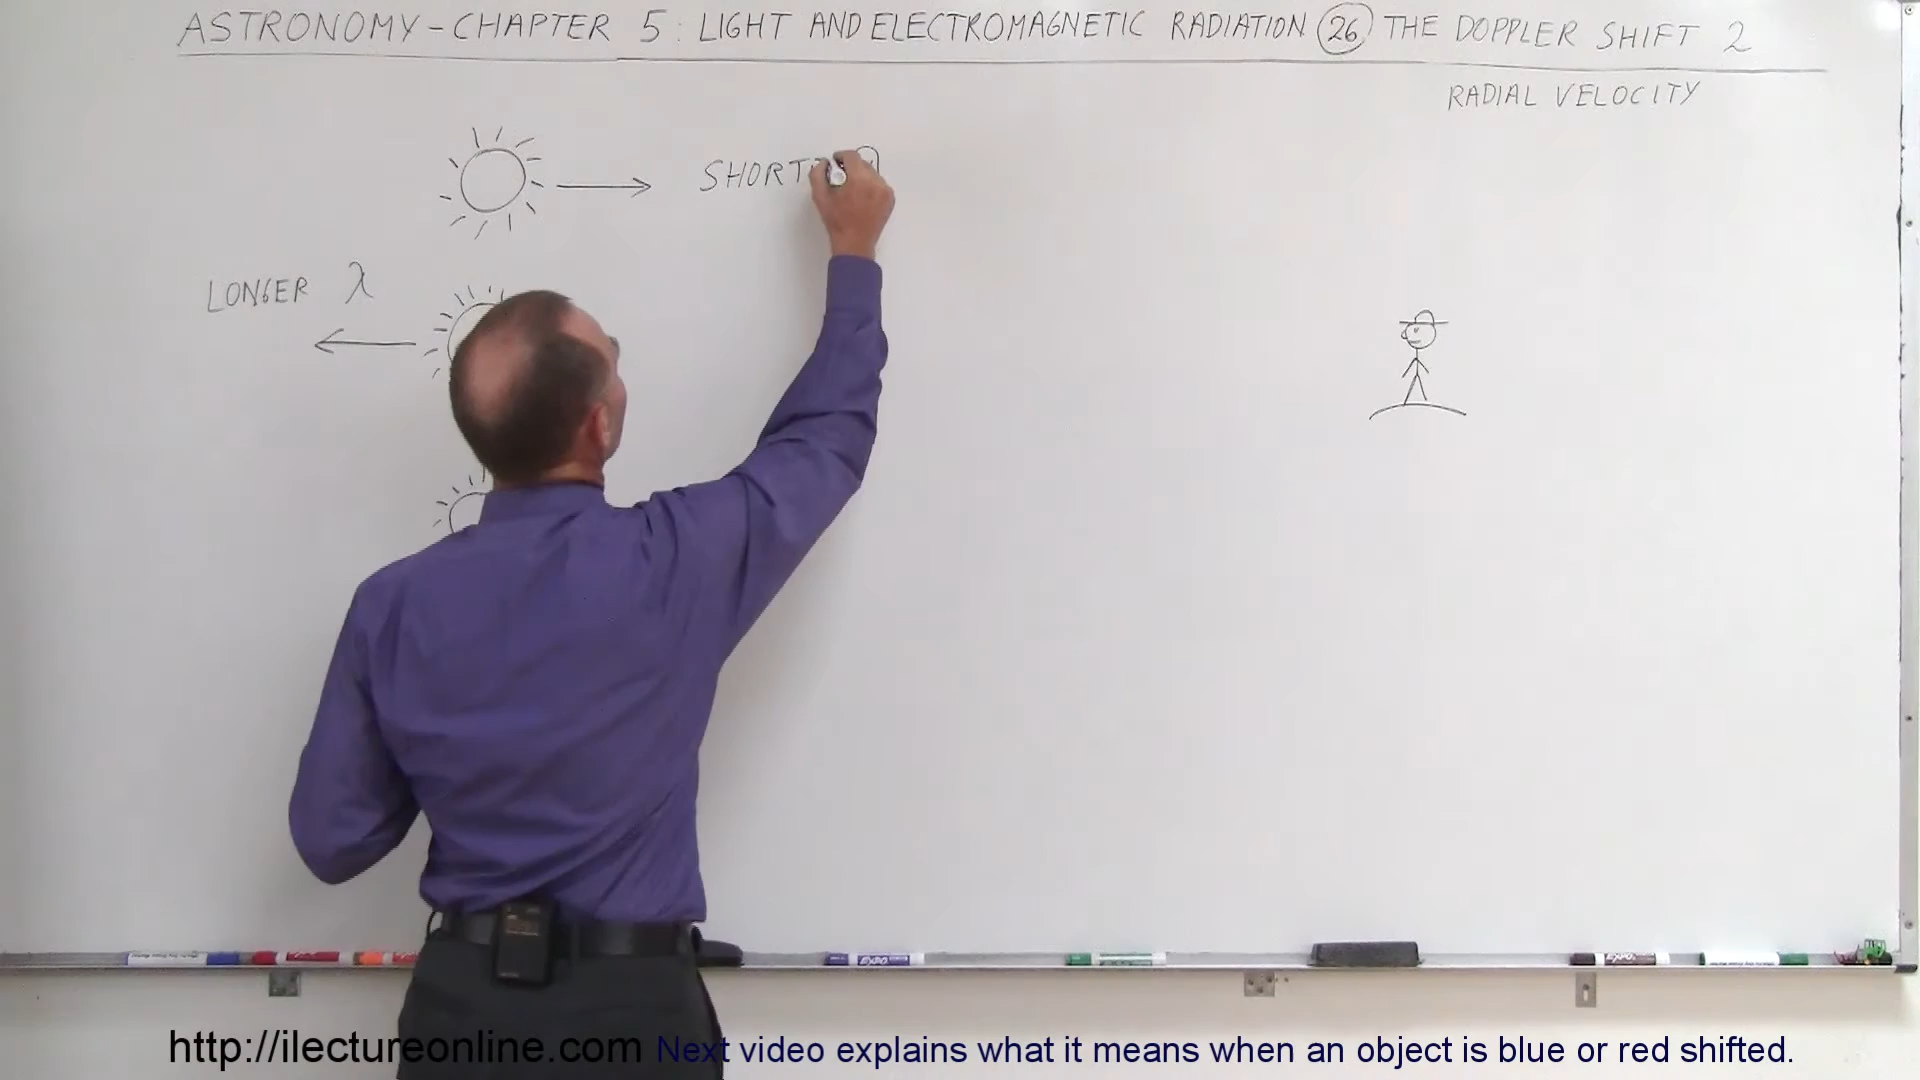 ASTRONOMY - CHAPTER 5: LIGHT AND ELECTROMAGNETIC RADIATION 26 THE DOPPLER SHIFT 2
RADIAL VELOCITY
LONGER λ
http://ilectureonline.com Next video explains what it means when an object is blue or red shifted.